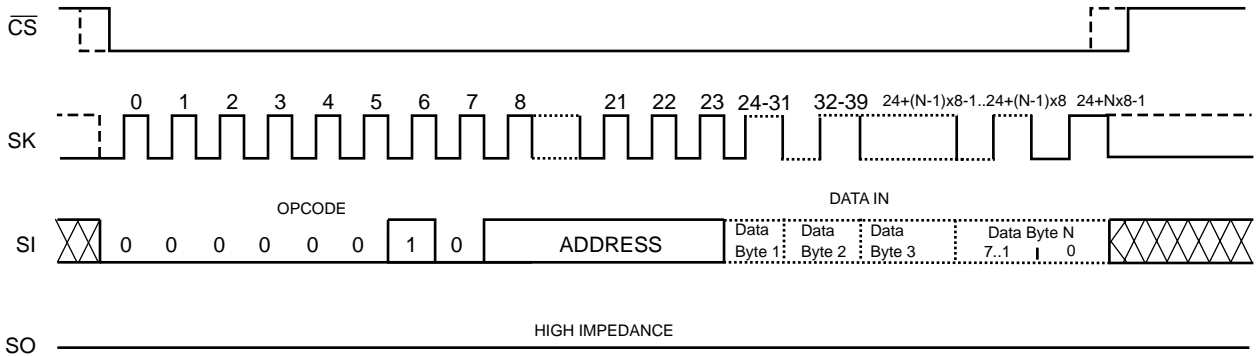 CS
0 1 2 3 4 5 6 7 8 21 22 23 24-31 32-39 24+(N-1)x8-1..24+(N-1)x8 24+Nx8-1
SK
OPCODE DATA IN
SI 0 0 0 0 0 0 1 0 ADDRESS
Data Byte 1
Data Byte 2
Data Byte 3
Data Byte N
7..1 0
HIGH IMPEDANCE
SO